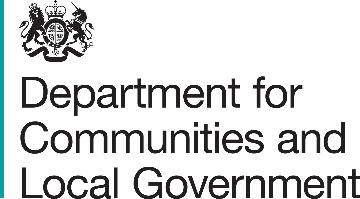 Department for
Communities and
Local Government